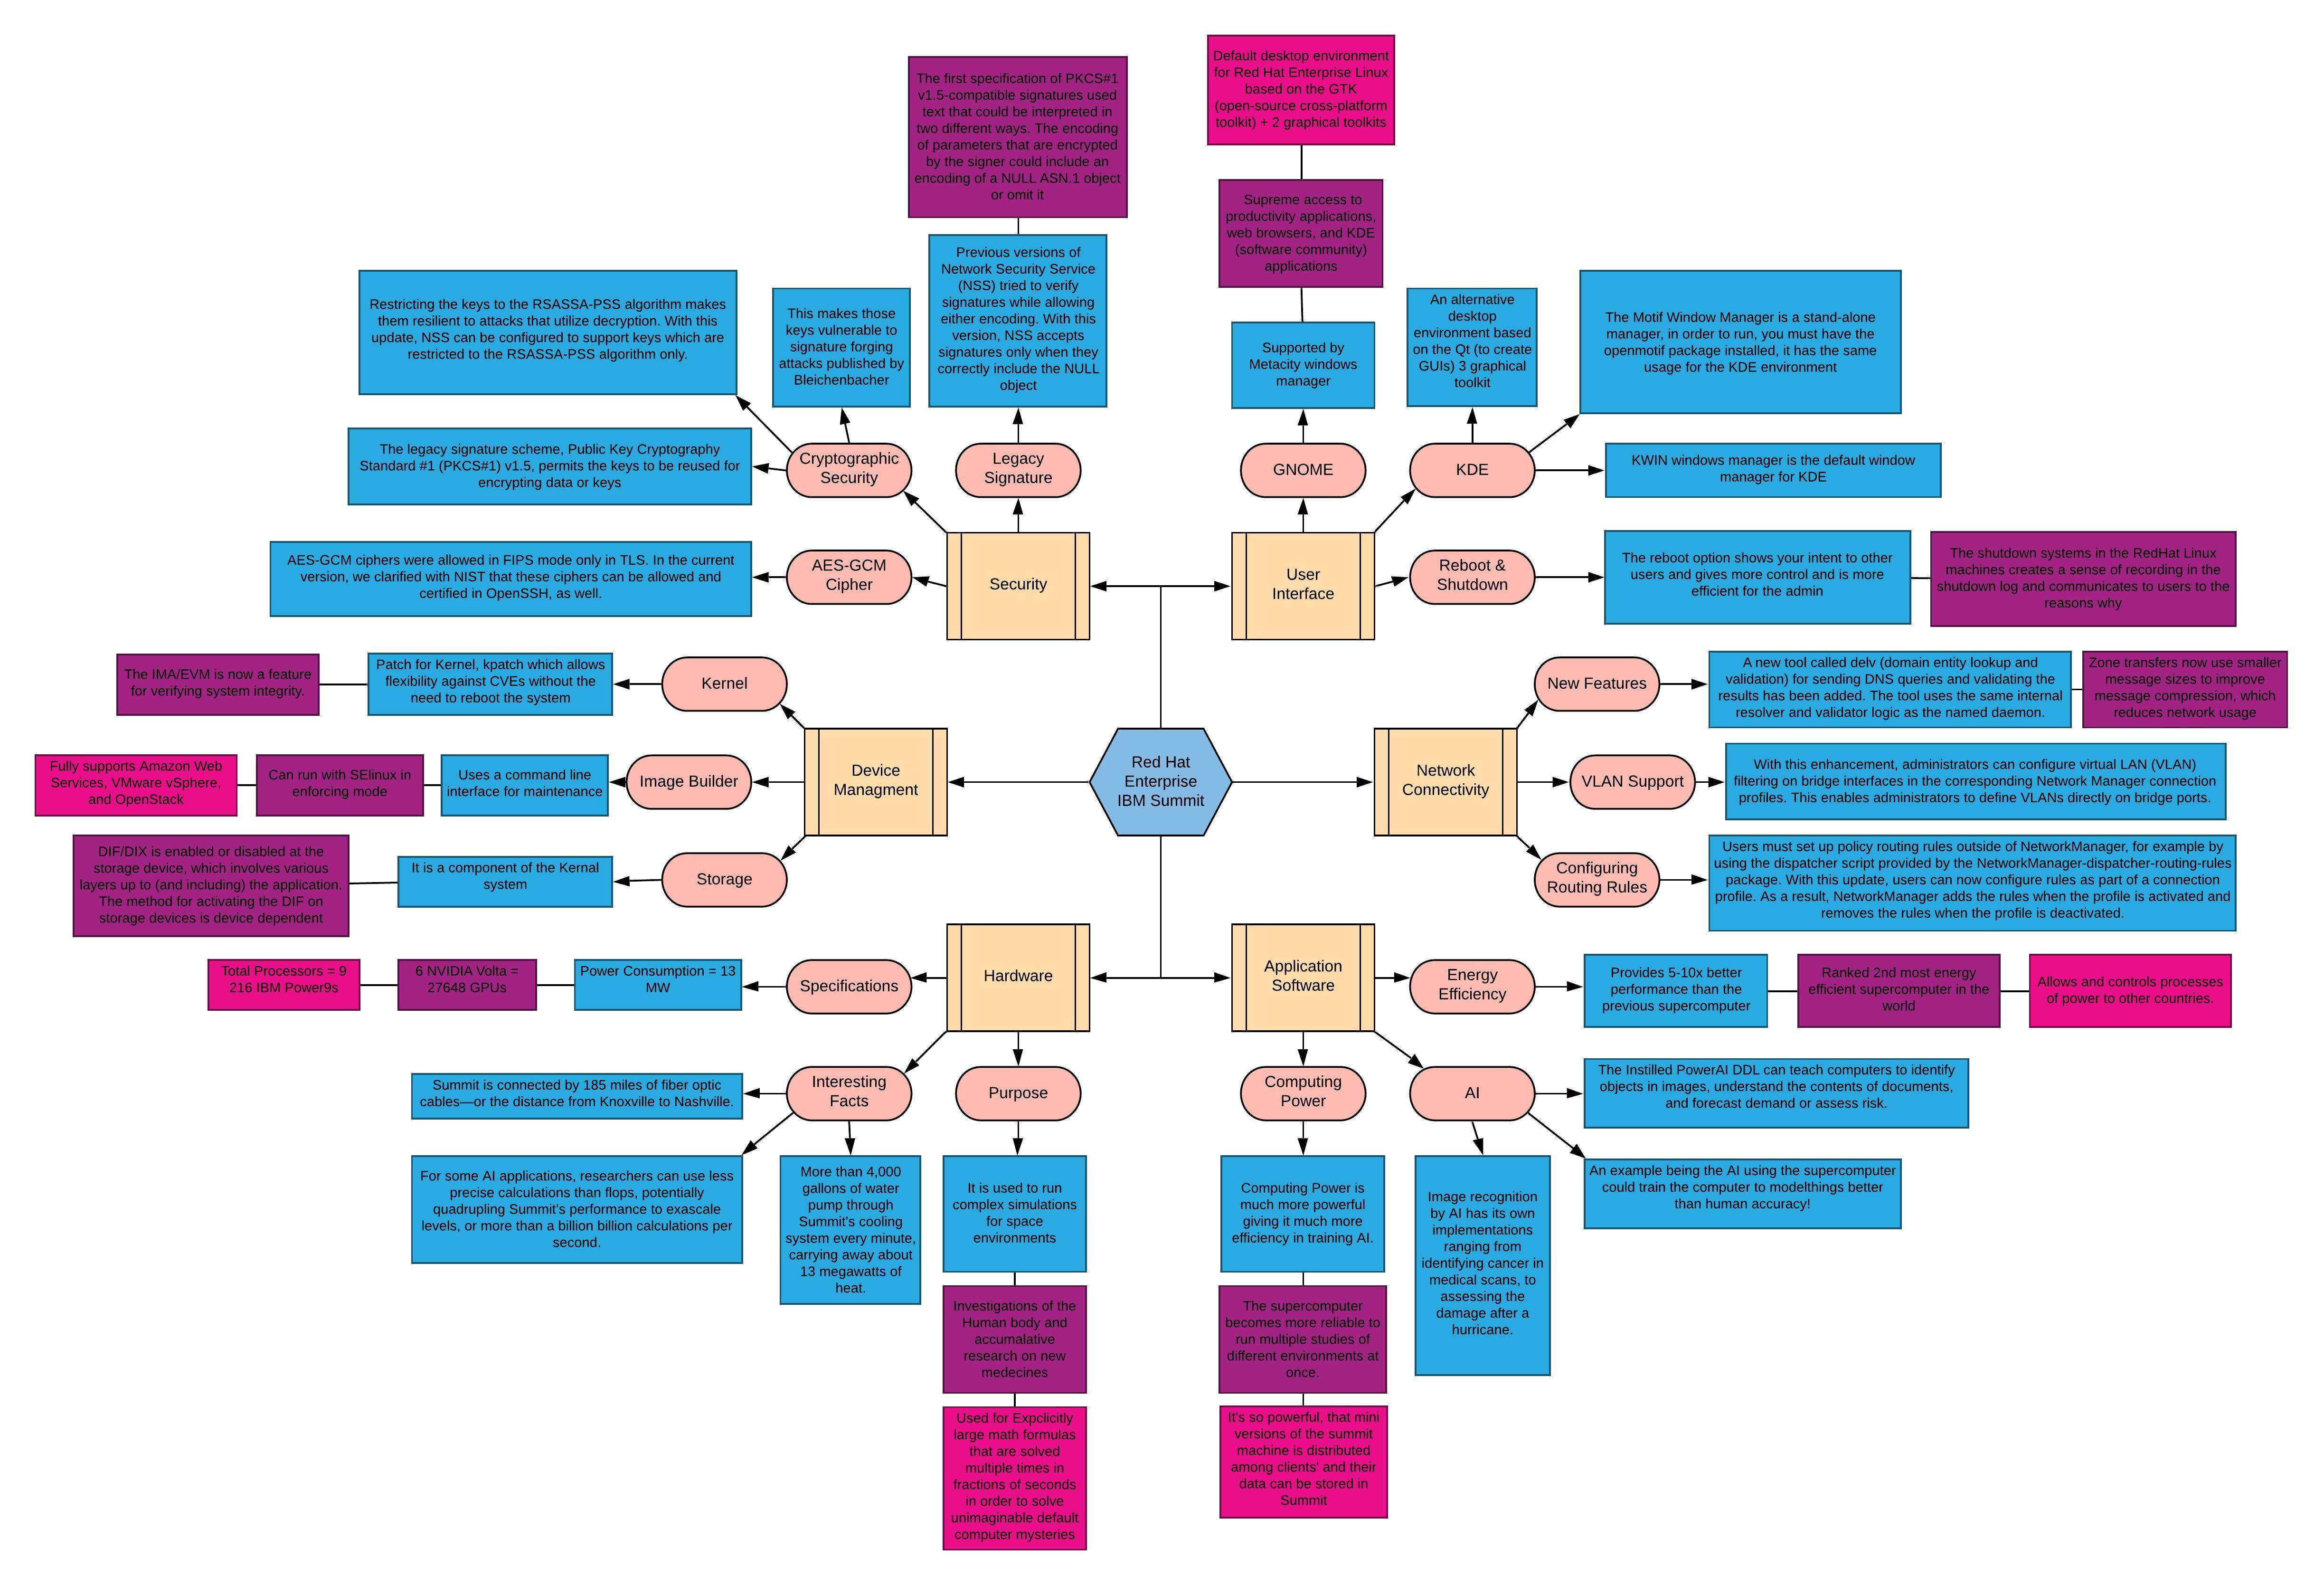 Default desktop environment
for Red Hat Enterprise Linux
based on the GTK
(open-source cross-platform
toolkit) + 2 graphical toolkits
The first specification of PKCS#1
v1.5-compatible signatures used
text that could be interpreted in
two different ways. The encoding
of parameters that are encrypted
by the signer could include an
encoding of a NULL ASN.1 object
or omit it
Supreme access to
productivity applications,
web browsers, and KDE
(software community)
applications
Previous versions of
Network Security Service
(NSS) tried to verify
signatures while allowing
either encoding. With this
version, NSS accepts
signatures only when they
correctly include the NULL
object
Restricting the keys to the RSASSA-PSS algorithm makes
them resilient to attacks that utilize decryption. With this
update, NSS can be configured to support keys which are
restricted to the RSASSA-PSS algorithm only.
This makes those
keys vulnerable to
signature forging
attacks published by
Bleichenbacher
Supported by
Metacity windows
manager
An alternative
desktop
environment based
on the Qt (to create
GUIs) 3 graphical
toolkit
The Motif Window Manager is a stand-alone
manager, in order to run, you must have the
openmotif package installed, it has the same
usage for the KDE environment
The legacy signature scheme, Public Key Cryptography
Standard #1 (PKCS#1) v1.5, permits the keys to be reused for
encrypting data or keys
Cryptographic
Security
Legacy
Signature
GNOME
KDE
KWIN windows manager is the default window
manager for KDE
AES-GCM ciphers were allowed in FIPS mode only in TLS. In the current
version, we clarified with NIST that these ciphers can be allowed and
certified in OpenSSH, as well.
AES-GCM
Cipher
Security
User
Interface
Reboot &
Shutdown
The reboot option shows your intent to other
users and gives more control and is more
efficient for the admin
The shutdown systems in the RedHat Linux
machines creates a sense of recording in the
shutdown log and communicates to users to the
reasons why
The IMA/EVM is now a feature
for verifying system integrity.
Patch for Kernel, kpatch which allows
flexibility against CVEs without the
need to reboot the system
Kernel
New Features
A new tool called delv (domain entity lookup and
validation) for sending DNS queries and validating the
results has been added. The tool uses the same internal
resolver and validator logic as the named daemon.
Zone transfers now use smaller
message sizes to improve
message compression, which
reduces network usage
Fully supports Amazon Web
Services, VMware vSphere,
and OpenStack
Can run with SElinux in
enforcing mode
Uses a command line
interface for maintenance
Image Builder
Device
Managment
Red Hat
Enterprise
IBM Summit
Network
Connectivity
VLAN Support
With this enhancement, administrators can configure virtual LAN (VLAN)
filtering on bridge interfaces in the corresponding Network Manager connection
profiles. This enables administrators to define VLANs directly on bridge ports.
DIF/DIX is enabled or disabled at the
storage device, which involves various
layers up to (and including) the application.
The method for activating the DIF on
storage devices is device dependent
It is a component of the Kernal
system
Storage
Configuring
Routing Rules
Users must set up policy routing rules outside of NetworkManager, for example by
using the dispatcher script provided by the NetworkManager-dispatcher-routing-rules
package. With this update, users can now configure rules as part of a connection
profile. As a result, NetworkManager adds the rules when the profile is activated and
removes the rules when the profile is deactivated.
Total Processors = 9
216 IBM Power9s
6 NVIDIA Volta =
27648 GPUs
Power Consumption = 13
MW
Specifications
Hardware
Application
Software
Energy
Efficiency
Provides 5-10x better
performance than the
previous supercomputer
Ranked 2nd most energy
efficient supercomputer in the
world
Allows and controls processes
of power to other countries.
Summit is connected by 185 miles of fiber optic
cables—or the distance from Knoxville to Nashville.
Interesting
Facts
Purpose
Computing
Power
AI
The Instilled PowerAI DDL can teach computers to identify
objects in images, understand the contents of documents,
and forecast demand or assess risk.
For some AI applications, researchers can use less
precise calculations than flops, potentially
quadrupling Summit's performance to exascale
levels, or more than a billion billion calculations per
second.
More than 4,000
gallons of water
pump through
Summit's cooling
system every minute,
carrying away about
13 megawatts of
heat.
It is used to run
complex simulations
for space
environments
Computing Power is
much more powerful
giving it much more
efficiency in training AI.
Image recognition
by AI has its own
implementations
ranging from
identifying cancer in
medical scans, to
assessing the
damage after a
hurricane.
An example being the AI using the supercomputer
could train the computer to modelthings better
than human accuracy!
Investigations of the
Human body and
accumalative
research on new
medecines
The supercomputer
becomes more reliable to
run multiple studies of
different environments at
once.
Used for Expclicitly
large math formulas
that are solved
multiple times in
fractions of seconds
in order to solve
unimaginable default
computer mysteries
It's so powerful, that mini
versions of the summit
machine is distributed
among clients' and their
data can be stored in
Summit